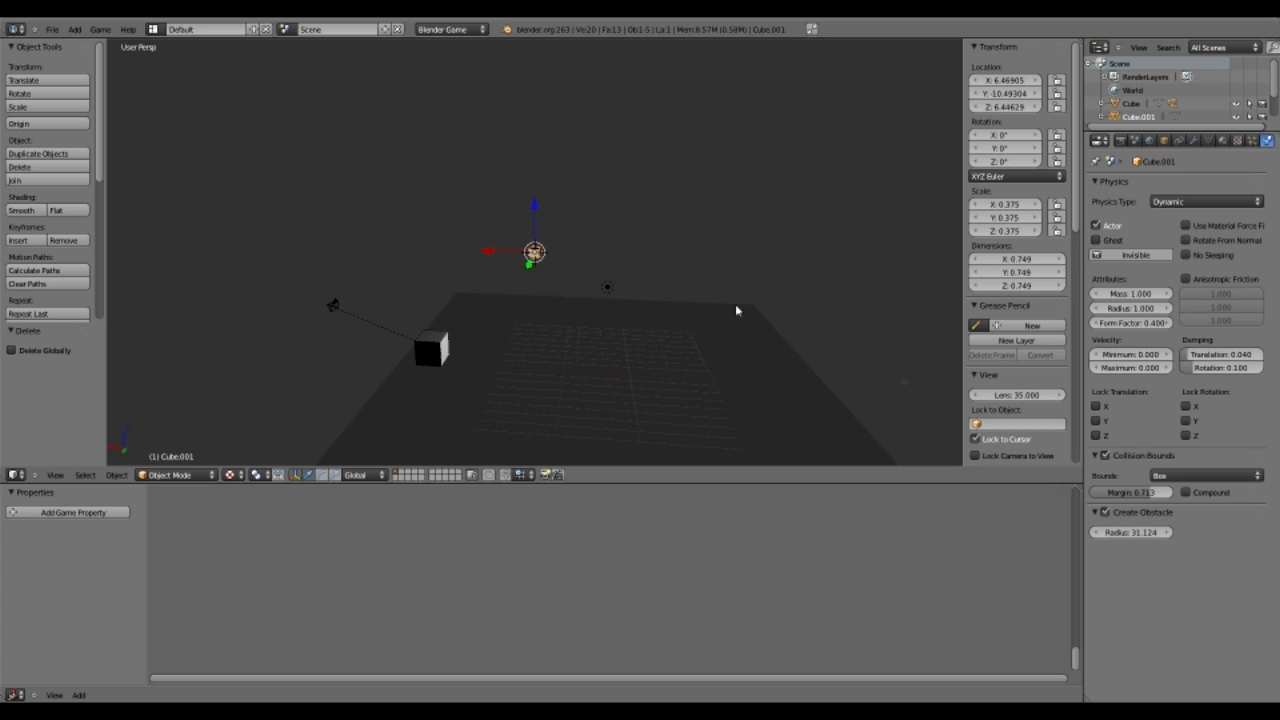 File Add Game Help Default Scene Blender Game blender.org 263 | Ve:20 | Fa:13 | Ob:1-5 | La:1 | Mem:8.57M (0.58M) | Cube.001
Object Tools
Transform:
Translate
Rotate
Scale
Origin
Object:
Duplicate Objects
Delete
Join
Shading:
Smooth Flat
Keyframes:
Insert Remove
Motion Paths:
Calculate Paths
Clear Paths
Repeat:
Repeat Last
Delete
Delete Globally
User Persp
(1) Cube.001
Transform
Location:
X: 6.46905
Y: -10.49304
Z: 6.44629
Rotation:
X: 0°
Y: 0°
Z: 0°
XYZ Euler
Scale:
X: 0.375
Y: 0.375
Z: 0.375
Dimensions:
X: 0.749
Y: 0.749
Z: 0.749
Grease Pencil
New
New Layer
Delete Frame Convert
View
Lens: 35.000
Lock to Object:
Lock to Cursor
Lock Camera to View
View Search All Scenes
Scene
RenderLayers
World
Cube
Cube.001
Cube.001
Physics
Physics Type: Dynamic
Actor Use Material Force Fi
Ghost Rotate From Normal
Invisible No Sleeping
Attributes: Anisotropic Friction
Mass: 1.000 1.000
Radius: 1.000 1.000
Form Factor: 0.400 1.000
Velocity: Damping:
Minimum: 0.000 Translation: 0.040
Maximum: 0.000 Rotation: 0.100
Lock Translation: Lock Rotation:
X X
Y Y
Z Z
Collision Bounds
Bounds: Box
Margin: 0.713 Compound
Create Obstacle
Radius: 31.124
View Select Object Object Mode Global
Properties
Add Game Property
View Add